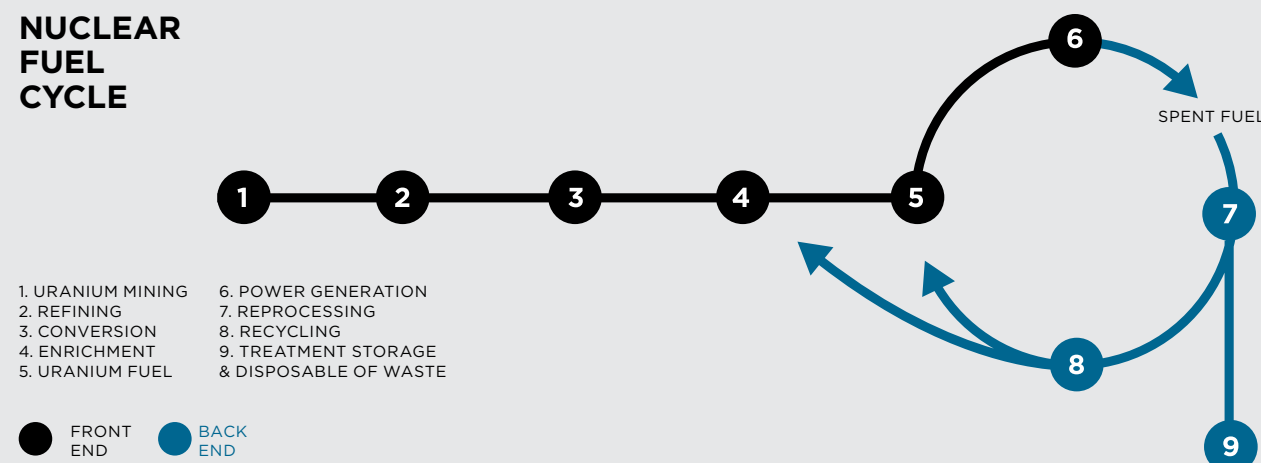 NUCLEAR
FUEL
CYCLE
6
SPENT FUEL
1
2
3
4
5
7
1. URANIUM MINING
2. REFINING
3. CONVERSION
4. ENRICHMENT
5. URANIUM FUEL
6. POWER GENERATION
7. REPROCESSING
8. RECYCLING
9. TREATMENT STORAGE
& DISPOSABLE OF WASTE
8
FRONT
END
BACK
END
9